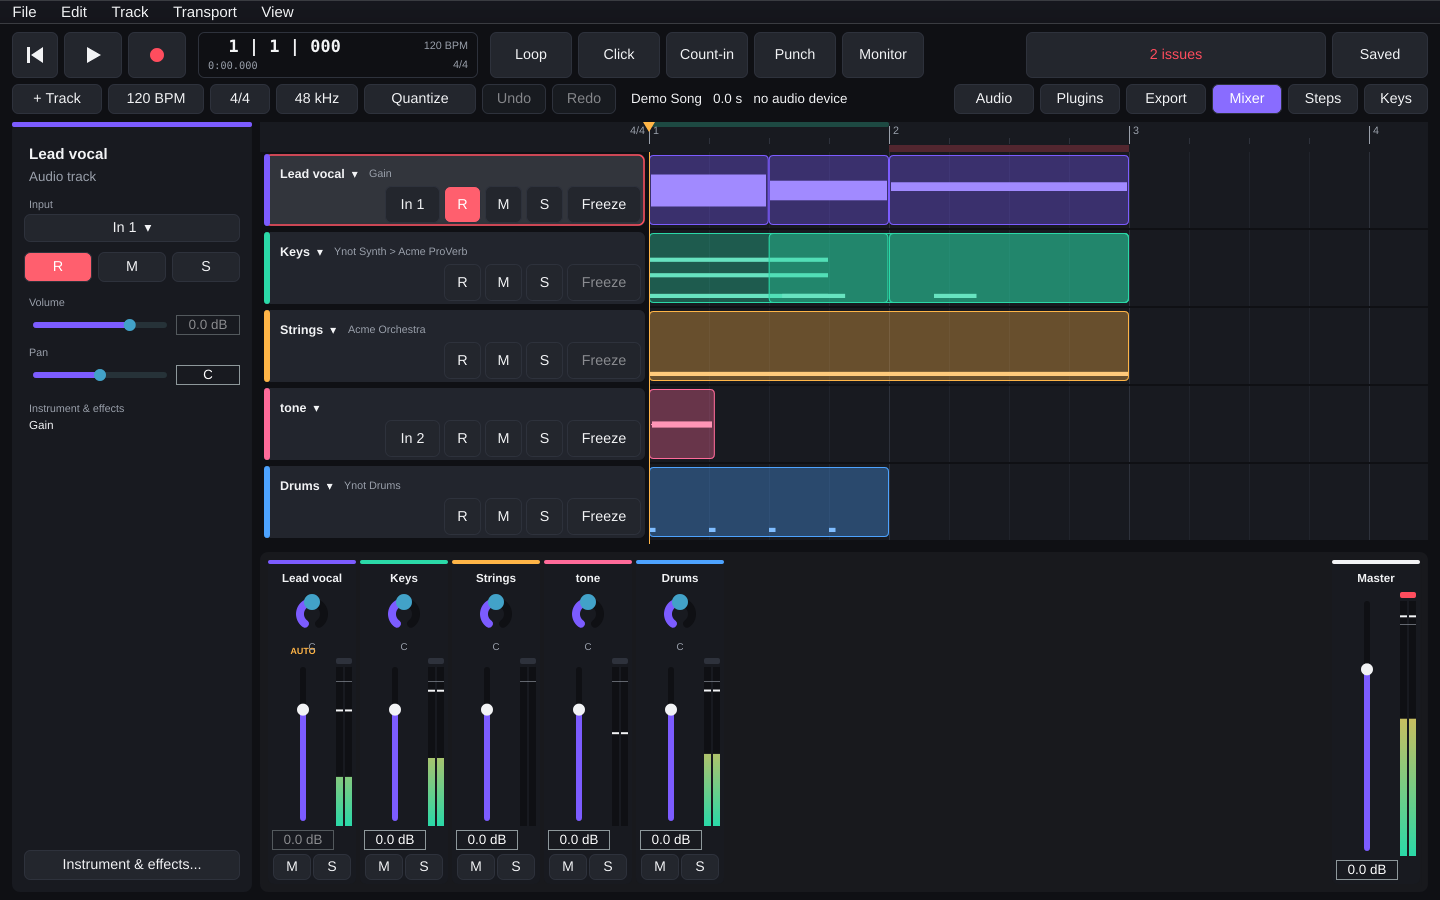 File Edit Track Transport View
1 | 1 | 000 120 BPM
0:00.000 4/4
Loop Click Count-in Punch Monitor 2 issues Saved
+ Track 120 BPM 4/4 48 kHz Quantize Undo Redo Demo Song 0.0 s no audio device Audio Plugins Export Mixer Steps Keys
4/4 1 2 3 4
Lead vocal
Audio track
Input
In 1 ▼
R M S
Volume
0.0 dB
Pan
C
Instrument & effects
Gain
Instrument & effects...
Lead vocal ▼ Gain
In 1 R M S Freeze
Keys ▼ Ynot Synth > Acme ProVerb
R M S Freeze
Strings ▼ Acme Orchestra
R M S Freeze
tone ▼
In 2 R M S Freeze
Drums ▼ Ynot Drums
R M S Freeze
Lead vocal Keys Strings tone Drums Master
C C C C C
AUTO
0.0 dB 0.0 dB 0.0 dB 0.0 dB 0.0 dB
M S M S M S M S M S
0.0 dB